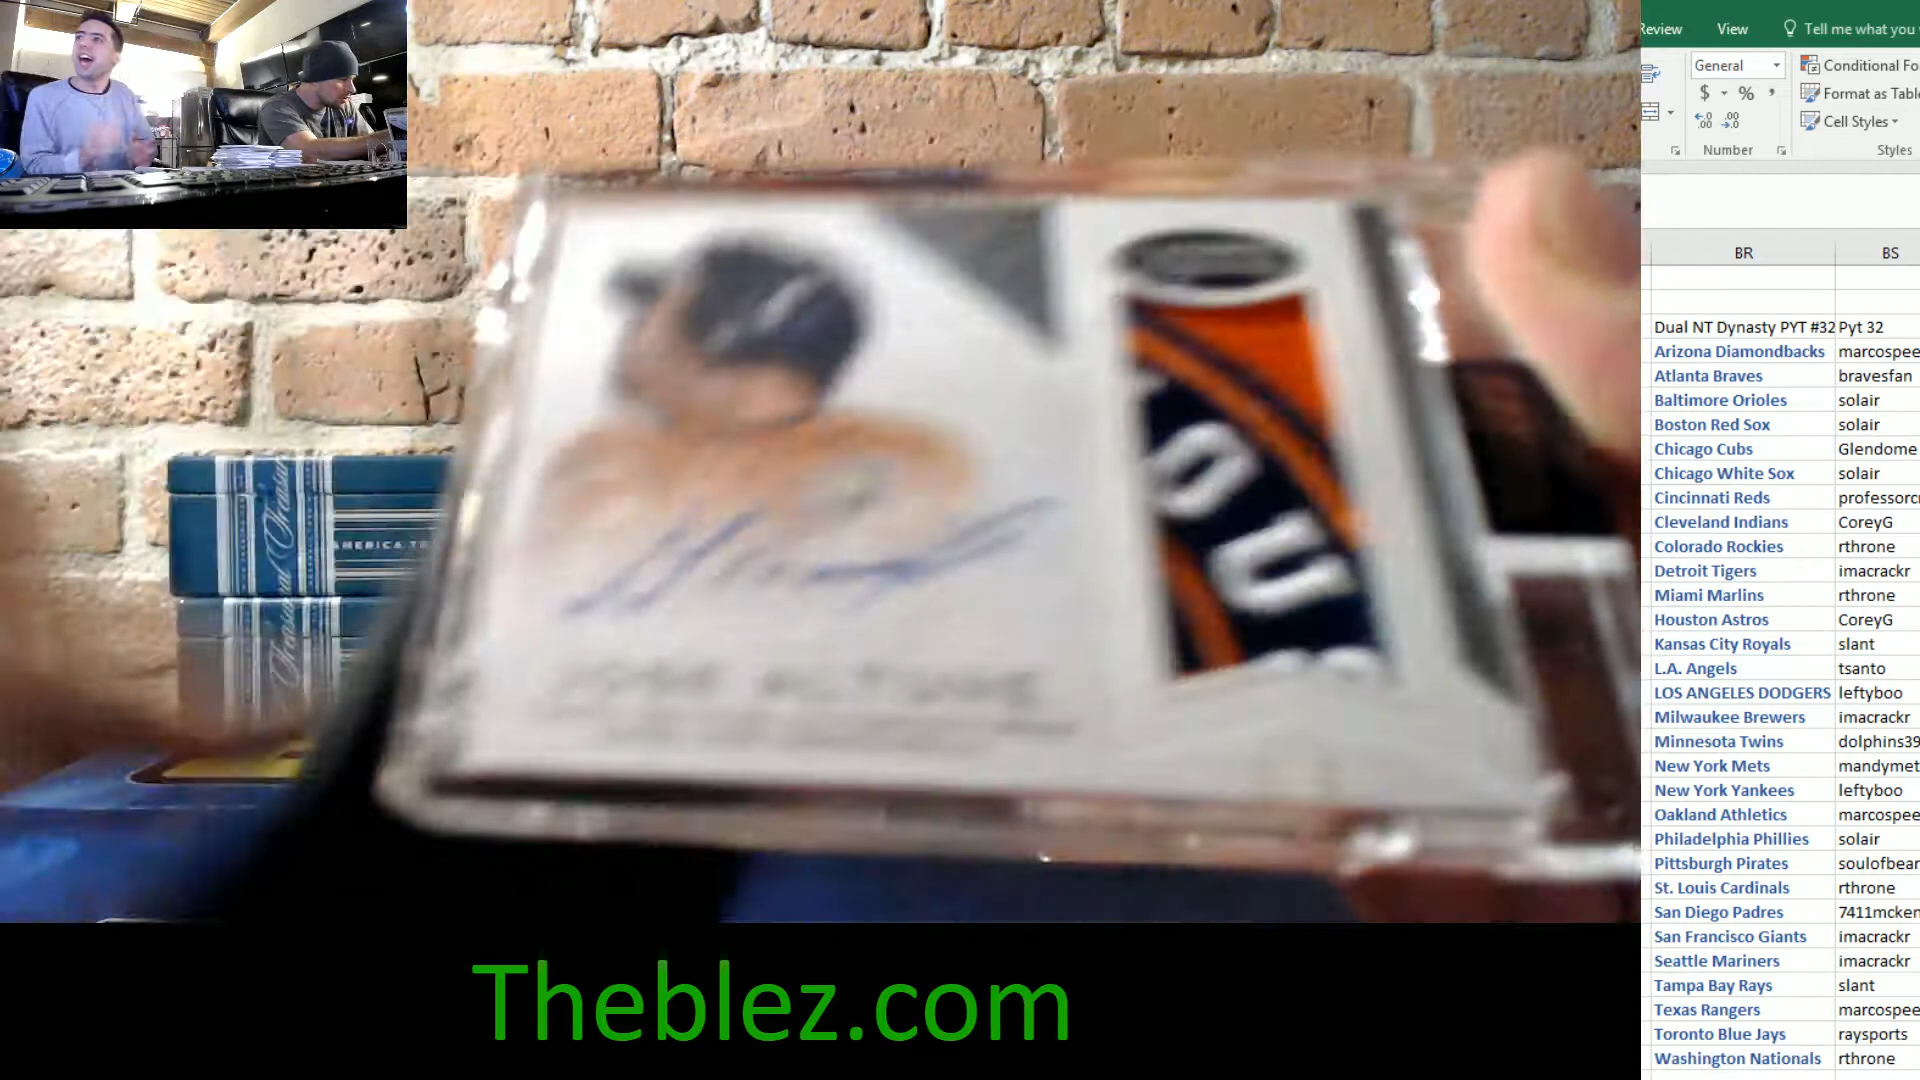 Review View Tell me what you
General
Conditional Fo
$ % ,
Format as Table
Cell Styles
Number Styles
BR BS
Dual NT Dynasty PYT #32 Pyt 32
Arizona Diamondbacks marcospee
Atlanta Braves bravesfan
Baltimore Orioles solair
Boston Red Sox solair
Chicago Cubs Glendome
Chicago White Sox solair
Cincinnati Reds professorcr
Cleveland Indians CoreyG
Colorado Rockies rthrone
Detroit Tigers imacrackr
Miami Marlins rthrone
Houston Astros CoreyG
Kansas City Royals slant
L.A. Angels tsanto
LOS ANGELES DODGERS leftyboo
Milwaukee Brewers imacrackr
Minnesota Twins dolphins39
New York Mets mandymet
New York Yankees leftyboo
Oakland Athletics marcospee
Philadelphia Phillies solair
Pittsburgh Pirates soulofbear
St. Louis Cardinals rthrone
San Diego Padres 7411mcken
San Francisco Giants imacrackr
Seattle Mariners imacrackr
Tampa Bay Rays slant
Texas Rangers marcospee
Toronto Blue Jays raysports
Washington Nationals rthrone
JOSE ALTUVE
AMERICA
Theblez.com